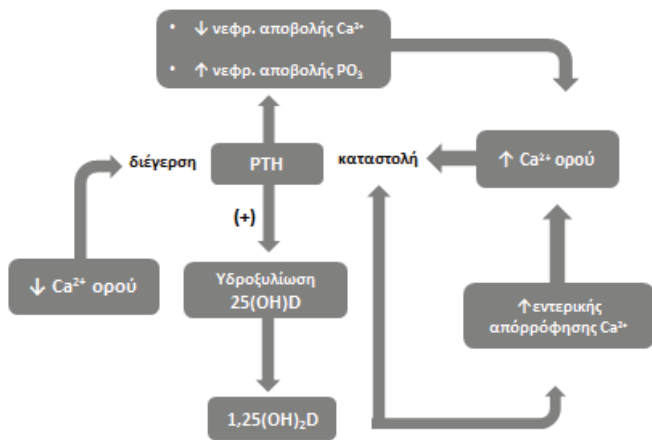 • ↓ νεφρ. αποβολής Ca²⁺
• ↑ νεφρ. αποβολής PO₃
διέγερση
PTH
καταστολή
↑ Ca²⁺ ορού
(+)
↓ Ca²⁺ ορού
Υδροξυλίωση
25(OH)D
↑εντερικής
απόρρόφησης Ca²⁺
1,25(OH)₂D